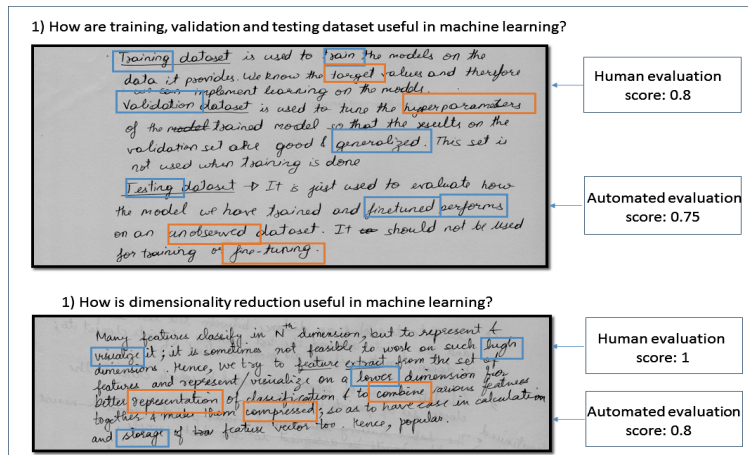 1) How are training, validation and testing dataset useful in machine learning?
Training dataset is used to train the models on the
data it provides. We know the target values and therefore
we can implement learning on the models.
Validation dataset is used to tune the hyperparameters
of the model trained model so that the results on the
validation set are good & generalized. This set is
not used when training is done
Testing dataset → It is just used to evaluate how
the model we have trained and finetuned performs
on an unobserved dataset. It should not be used
for training or fine-tuning.
Human evaluation
score: 0.8
Automated evaluation
score: 0.75
1) How is dimensionality reduction useful in machine learning?
Many features classify in Nth dimension, but to represent &
visualize it; it is sometimes not feasible to work on such high
dimensions. Hence, we try to feature extract from the set of
features and represent/visualize on a lower dimension for
better representation of classification & to combine various features
together & make them compressed, so as to have ease in calculation
and storage of feature vector too. Hence, popular.
Human evaluation
score: 1
Automated evaluation
score: 0.8